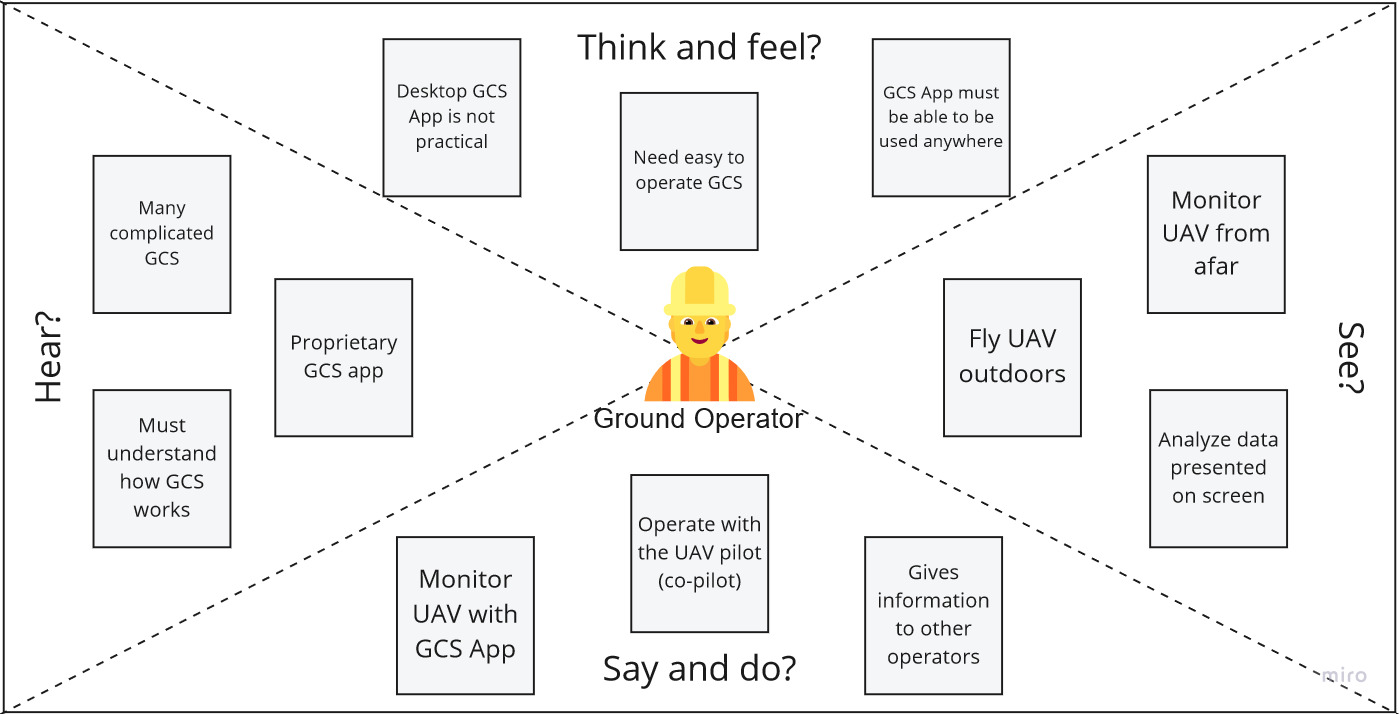 Think and feel?
Desktop GCS
App is not
practical
Need easy to
operate GCS
GCS App must
be able to be
used anywhere
Hear?
Many
complicated
GCS
Proprietary
GCS app
Must
understand
how GCS
works
Ground Operator
See?
Monitor
UAV from
afar
Fly UAV
outdoors
Analyze data
presented
on screen
Monitor
UAV with
GCS App
Operate with
the UAV pilot
(co-pilot)
Gives
information
to other
operators
Say and do?
miro